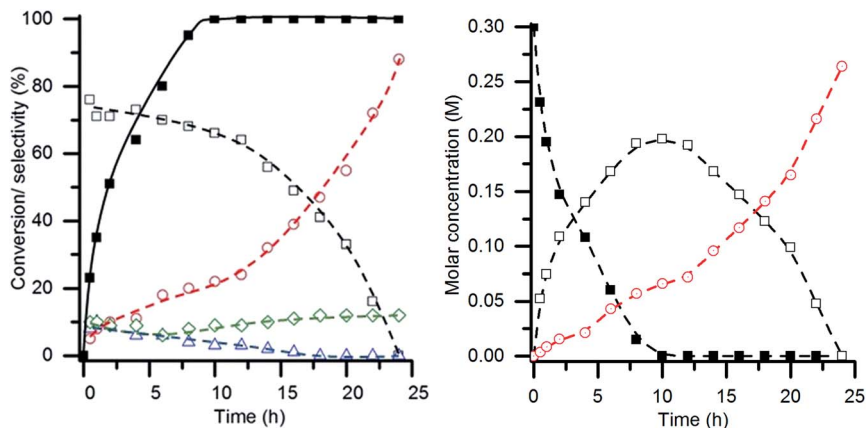 100
80
60
40
20
0
Conversion/ selectivity (%)
0 5 10 15 20 25
Time (h)
0.30
0.25
0.20
0.15
0.10
0.05
0.00
Molar concentration (M)
0 5 10 15 20 25
Time (h)